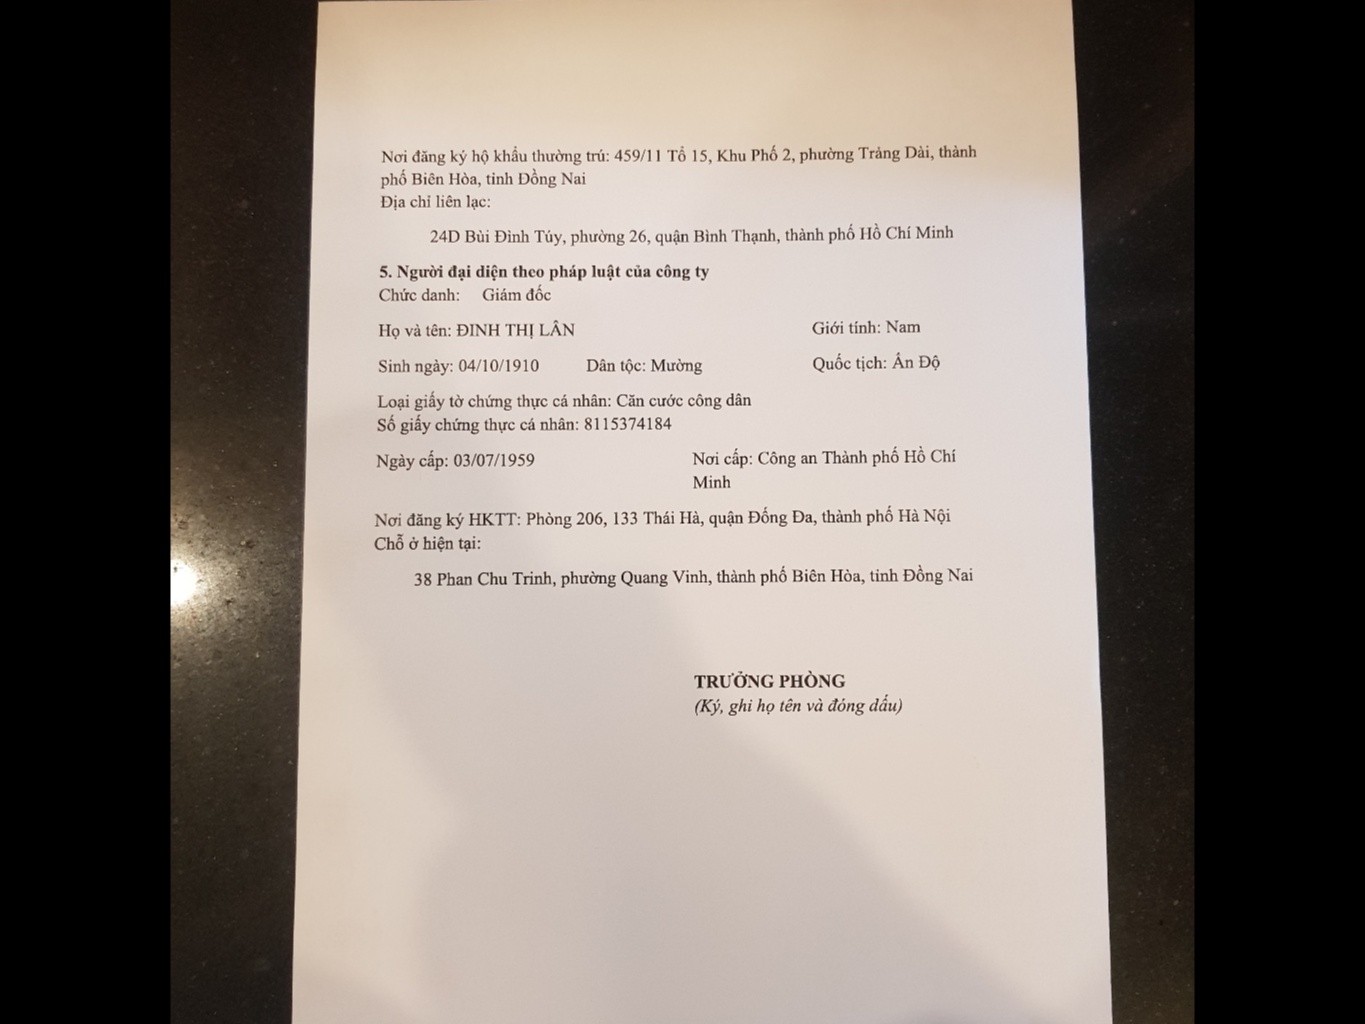 Nơi đăng ký hộ khẩu thường trú: 459/11 Tổ 15, Khu Phố 2, phường Trảng Dài, thành
phố Biên Hòa, tỉnh Đồng Nai
Địa chỉ liên lạc:
24D Bùi Đình Túy, phường 26, quận Bình Thạnh, thành phố Hồ Chí Minh
5. Người đại diện theo pháp luật của công ty
Chức danh: Giám đốc
Họ và tên: ĐINH THỊ LÂN Giới tính: Nam
Sinh ngày: 04/10/1910 Dân tộc: Mường Quốc tịch: Ấn Độ
Loại giấy tờ chứng thực cá nhân: Căn cước công dân
Số giấy chứng thực cá nhân: 8115374184
Ngày cấp: 03/07/1959 Nơi cấp: Công an Thành phố Hồ Chí
Minh
Nơi đăng ký HKTT: Phòng 206, 133 Thái Hà, quận Đống Đa, thành phố Hà Nội
Chỗ ở hiện tại:
38 Phan Chu Trinh, phường Quang Vinh, thành phố Biên Hòa, tỉnh Đồng Nai
TRƯỞNG PHÒNG
(Ký, ghi họ tên và đóng dấu)